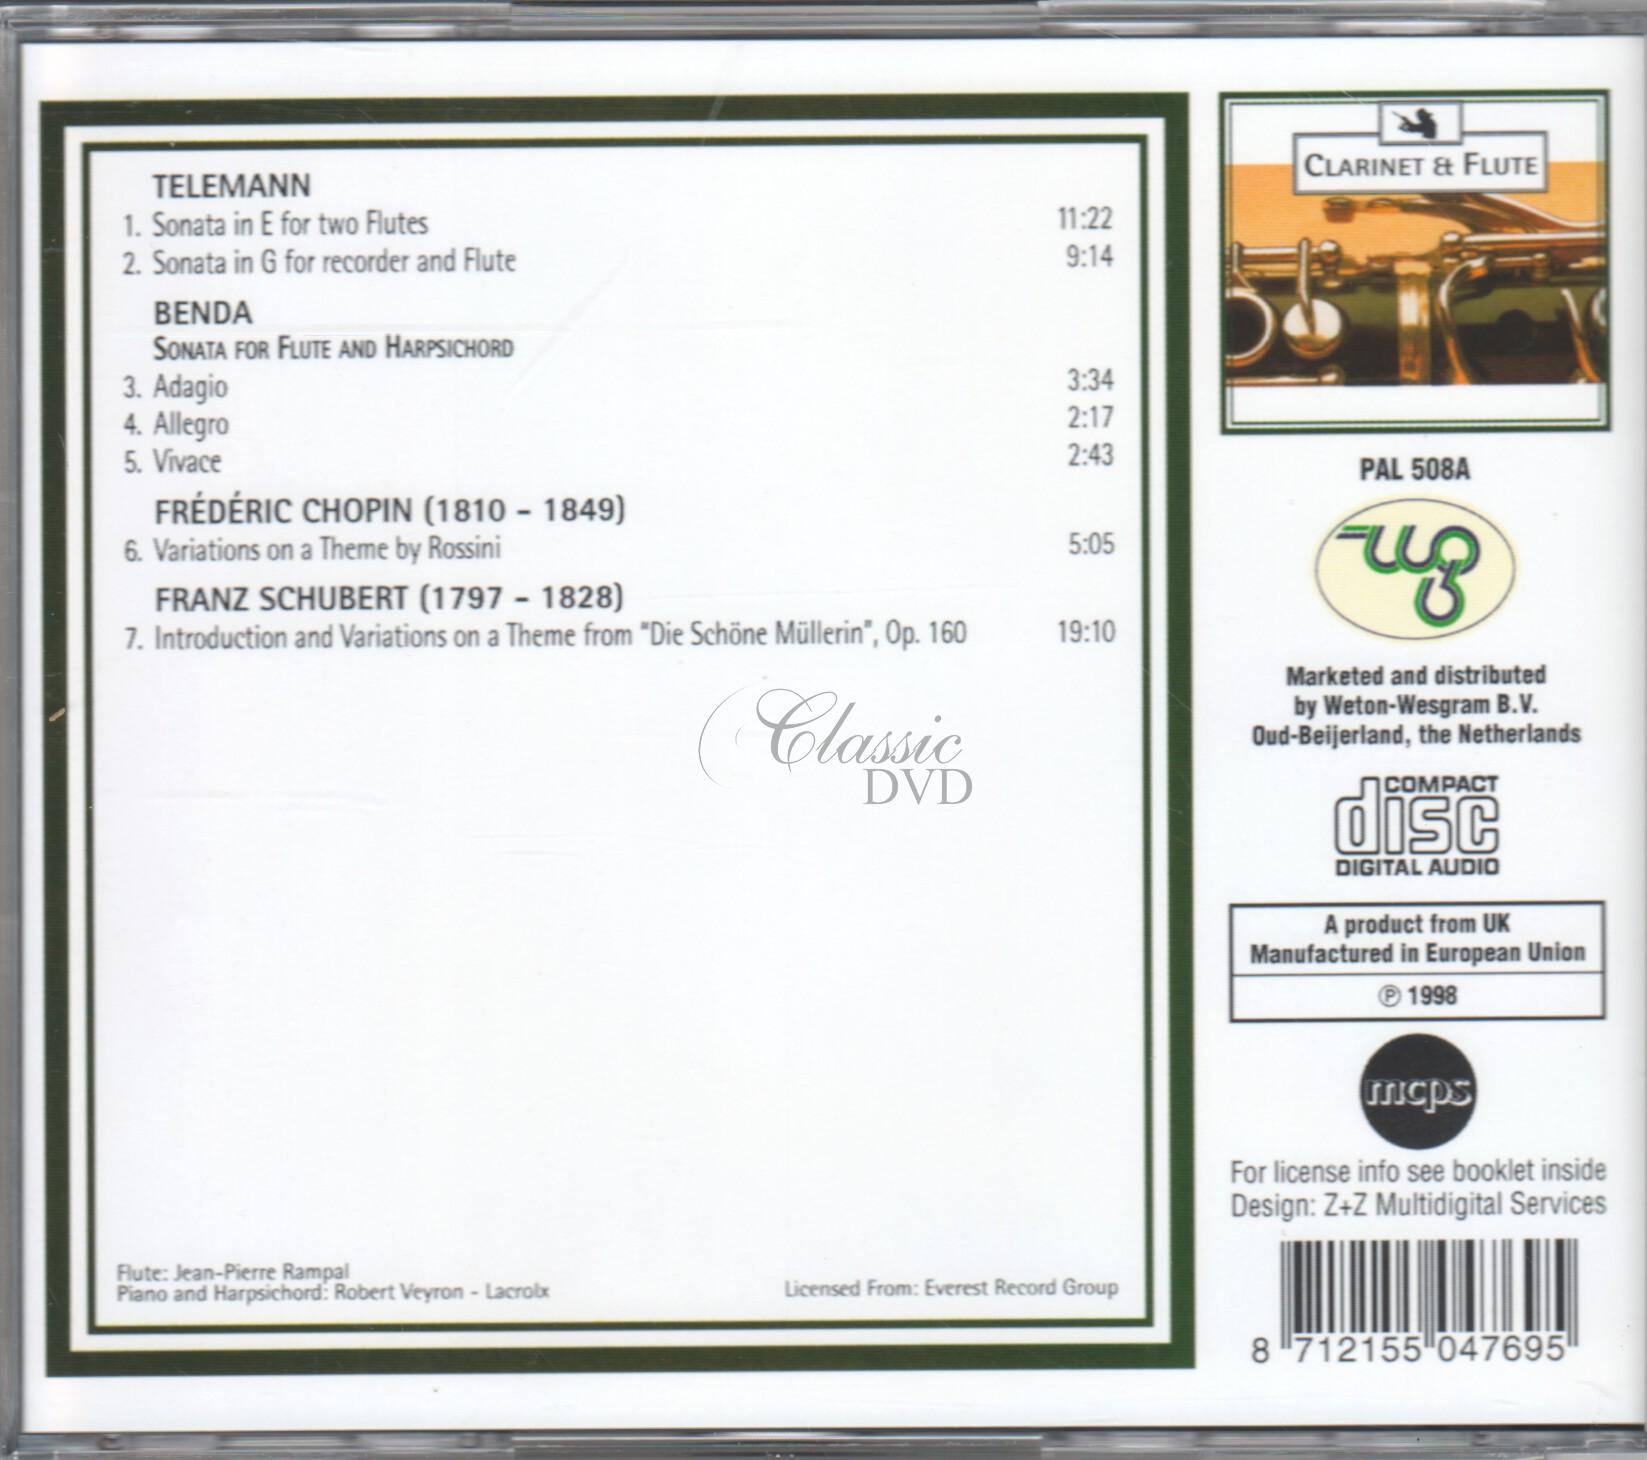 TELEMANN
1. Sonata in E for two Flutes 11:22
2. Sonata in G for recorder and Flute 9:14
BENDA
SONATA FOR FLUTE AND HARPSICHORD
3. Adagio 3:34
4. Allegro 2:17
5. Vivace 2:43
FRÉDÉRIC CHOPIN (1810 – 1849)
6. Variations on a Theme by Rossini 5:05
FRANZ SCHUBERT (1797 – 1828)
7. Introduction and Variations on a Theme from "Die Schöne Müllerin", Op. 160 19:10
Classic
DVD
Flute: Jean-Pierre Rampal
Piano and Harpsichord: Robert Veyron - Lacrolx
Licensed From: Everest Record Group
CLARINET & FLUTE
PAL 508A
Marketed and distributed
by Weton-Wesgram B.V.
Oud-Beijerland, the Netherlands
COMPACT
disc
DIGITAL AUDIO
A product from UK
Manufactured in European Union
℗ 1998
mcps
For license info see booklet inside
Design: Z+Z Multidigital Services
8 712155 047695